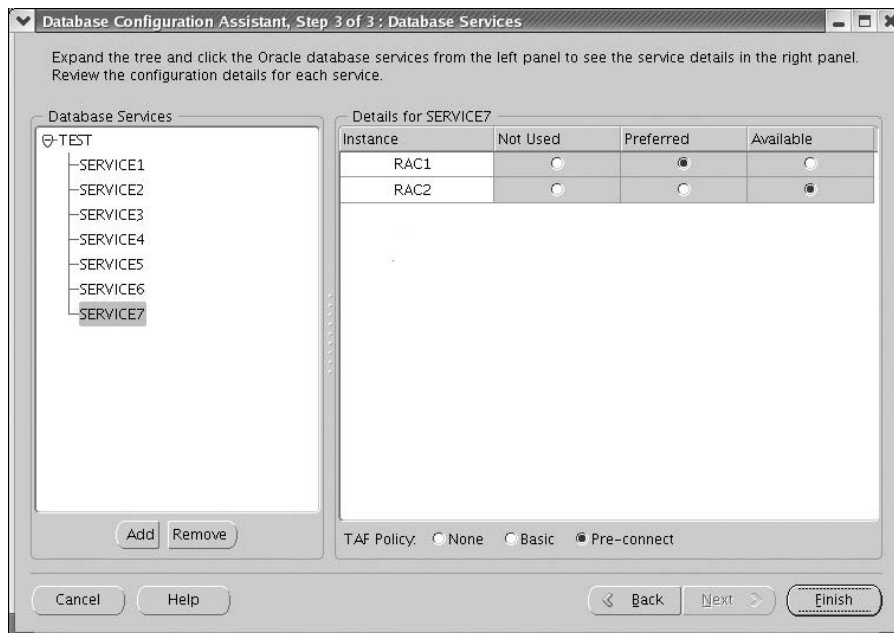 Database Configuration Assistant, Step 3 of 3 : Database Services
Expand the tree and click the Oracle database services from the left panel to see the service details in the right panel.
Review the configuration details for each service.
Database Services
TEST
SERVICE1
SERVICE2
SERVICE3
SERVICE4
SERVICE5
SERVICE6
SERVICE7
Add Remove
Details for SERVICE7
Instance Not Used Preferred Available
RAC1
RAC2
TAF Policy: None Basic Pre-connect
Cancel Help Back Next Finish